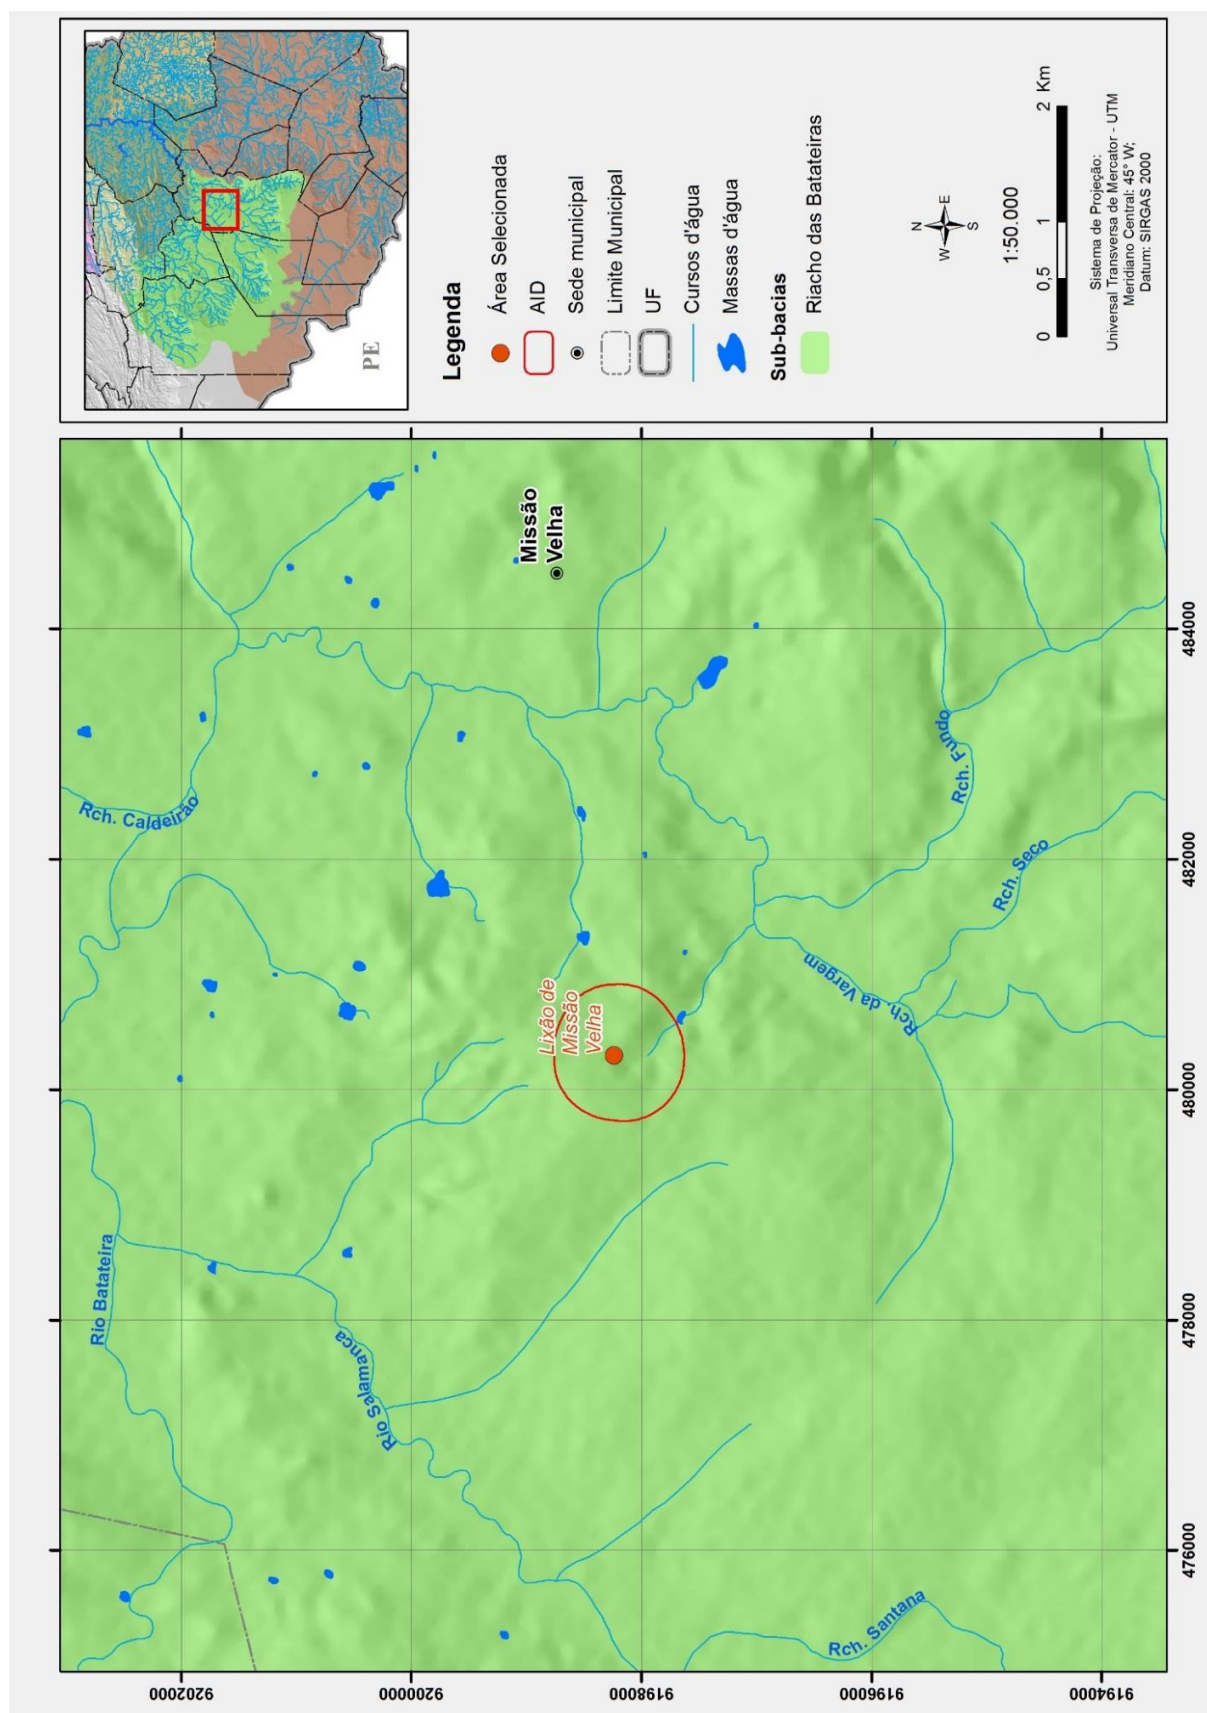 PE
Legenda
Área Selecionada
AID
Sede municipal
Limite Municipal
UF
Cursos d'água
Massas d'água
Sub-bacias
Riacho das Batateiras
N
W
E
S
1:50.000
0
0,5
1
2 Km
Sistema de Projeção:
Universal Transversa de Mercator - UTM
Meridiano Central: 45° W;
Datum: SIRGAS 2000
Rio Batateira
Rch. Caldeirão
Rio Salamanca
Missão
Velha
Lixão de
Missão
Velha
Rch. Santana
Rch. da Vargem
Rch. Fundo
Rch. Seco
476000
478000
480000
482000
484000
9202000
9200000
9198000
9196000
9194000